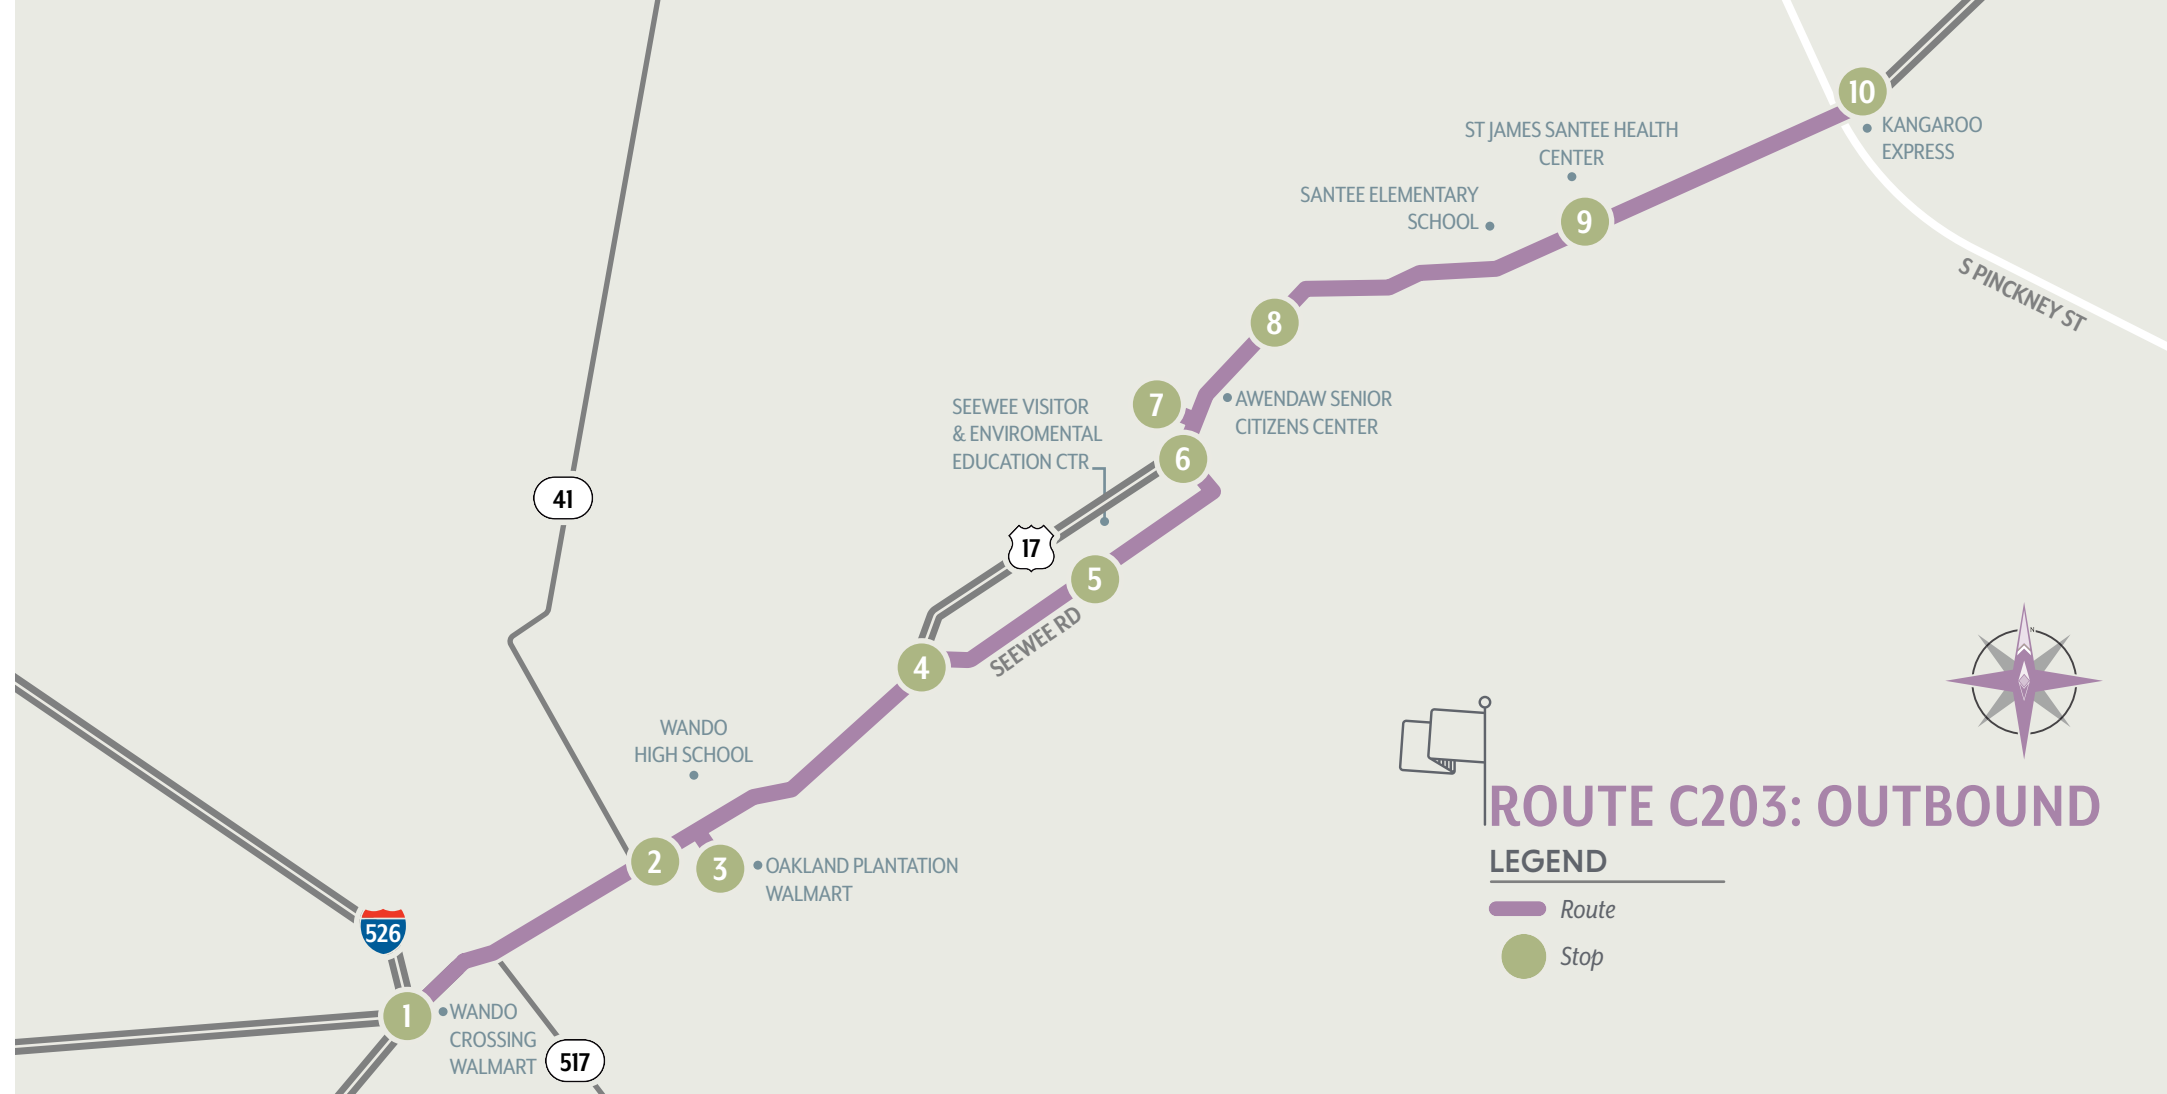 10
KANGAROO
EXPRESS
ST JAMES SANTEE HEALTH
CENTER
SANTEE ELEMENTARY
SCHOOL
9
S PINCKNEY ST
8
7
AWENDAW SENIOR
CITIZENS CENTER
SEEWEE VISITOR
& ENVIROMENTAL
EDUCATION CTR
6
41
17
5
SEEWEE RD
4
N
WANDO
HIGH SCHOOL
2
3
OAKLAND PLANTATION
WALMART
526
1
WANDO
CROSSING
WALMART
517
ROUTE C203: OUTBOUND
LEGEND
Route
Stop